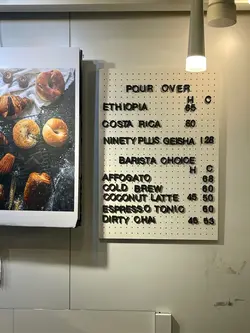 POUR OVER
H C
ETHIOPIA 65
COSTA RICA 60
NINETY PLUS GEISHA 128
BARISTA CHOICE
H C
AFFOGATO 68
COLD BREW 60
COCONUT LATTE 45 50
ESPRESSO TONIC 60
DIRTY CHAI 45 53